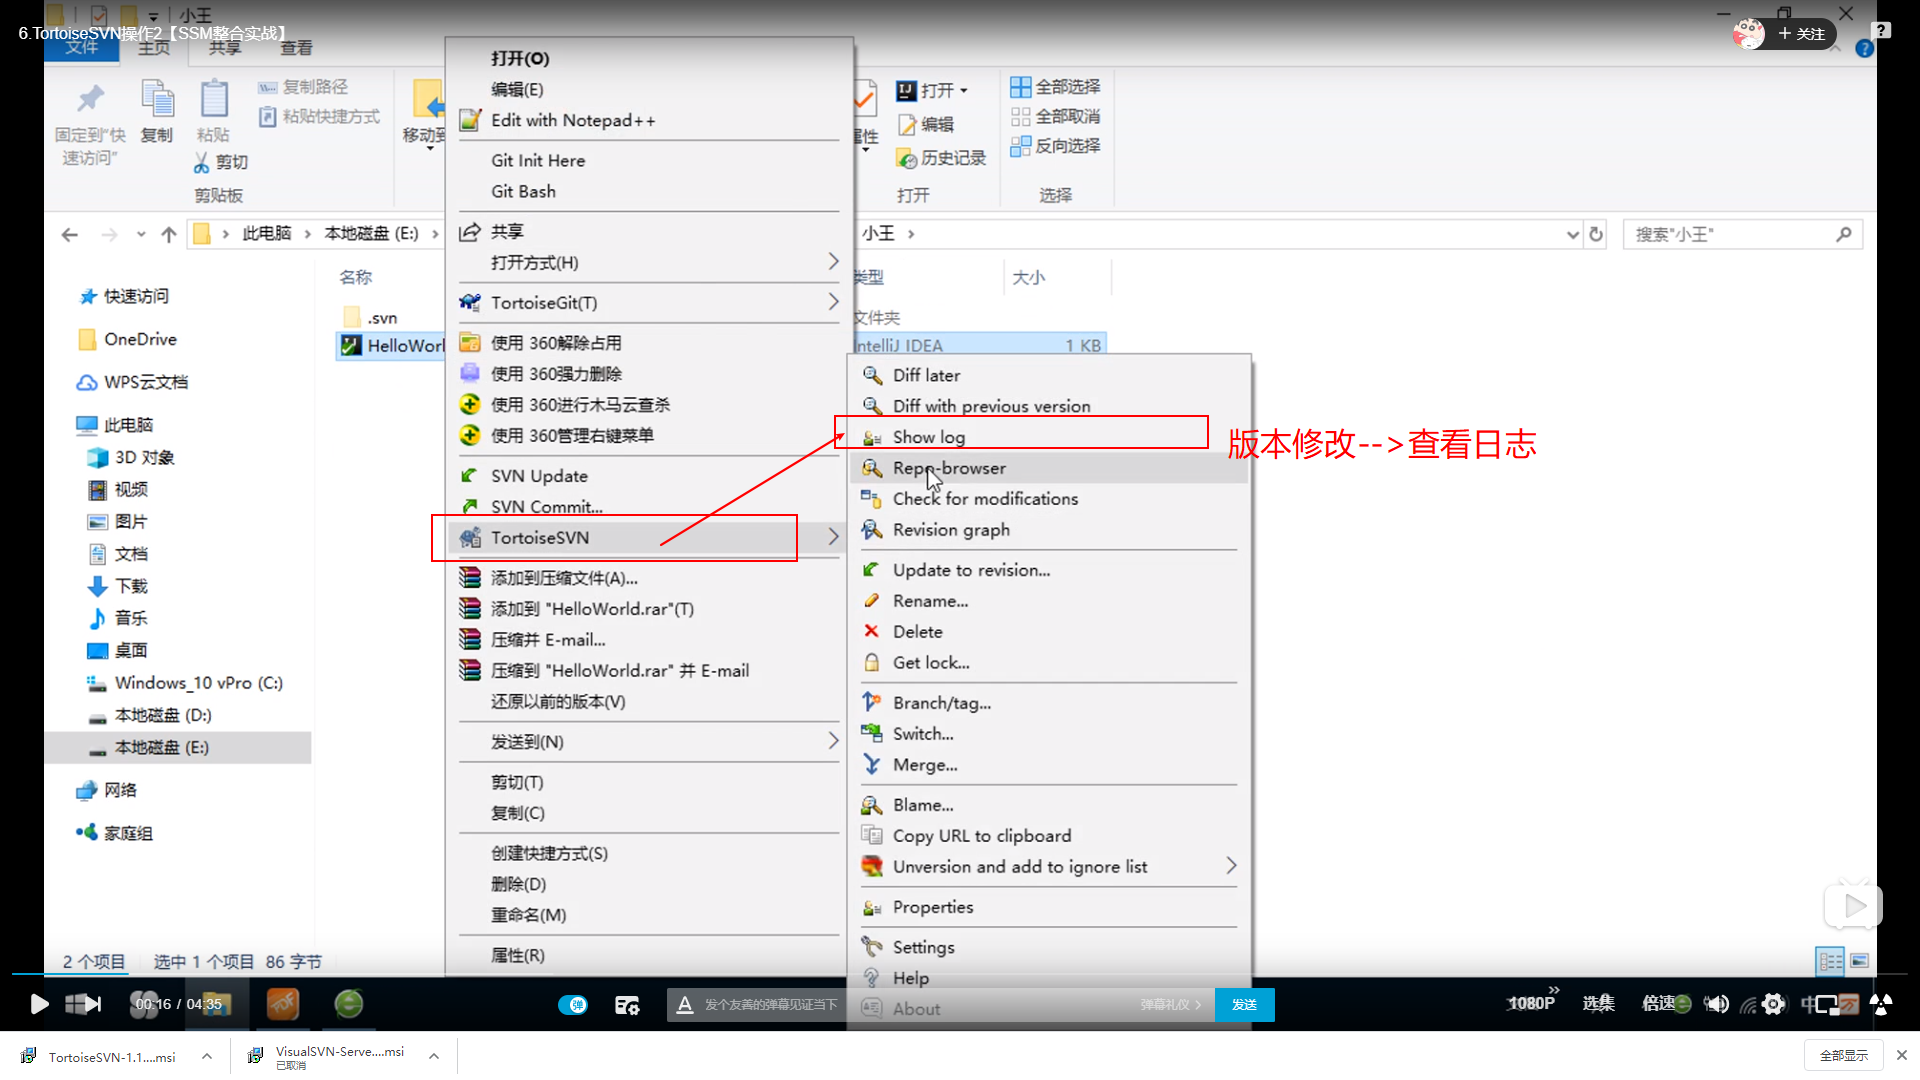 小王
6.TortoiseSVN操作2【SSM整合实战】
关注
文件
主页
共享
查看
固定到"快
速访问"
复制
粘贴
复制路径
粘贴快捷方式
剪切
剪贴板
移动到
打开
编辑
历史记录
打开
全部选择
全部取消
反向选择
选择
此电脑
本地磁盘 (E:)
小王
搜索"小王"
名称
类型
大小
快速访问
OneDrive
WPS云文档
此电脑
3D 对象
视频
图片
文档
下载
音乐
桌面
Windows_10 vPro (C:)
本地磁盘 (D:)
本地磁盘 (E:)
网络
家庭组
.svn
文件夹
HelloWorl
IntelliJ IDEA
1 KB
打开(O)
编辑(E)
Edit with Notepad++
Git Init Here
Git Bash
共享
打开方式(H)
TortoiseGit(T)
使用 360解除占用
使用 360强力删除
使用 360进行木马云查杀
使用 360管理右键菜单
SVN Update
SVN Commit...
TortoiseSVN
添加到压缩文件(A)...
添加到 "HelloWorld.rar"(T)
压缩并 E-mail...
压缩到 "HelloWorld.rar" 并 E-mail
还原以前的版本(V)
发送到(N)
剪切(T)
复制(C)
创建快捷方式(S)
删除(D)
重命名(M)
属性(R)
Diff later
Diff with previous version
Show log
Repo-browser
Check for modifications
Revision graph
Update to revision...
Rename...
Delete
Get lock...
Branch/tag...
Switch...
Merge...
Blame...
Copy URL to clipboard
Unversion and add to ignore list
Properties
Settings
Help
About
版本修改-->查看日志
2 个项目
选中 1 个项目 86 字节
00:16 / 04:35
弹
发个友善的弹幕见证当下
弹幕礼仪
发送
1080P
选集
倍速
中
TortoiseSVN-1.1....msi
VisualSVN-Serve....msi
已取消
全部显示